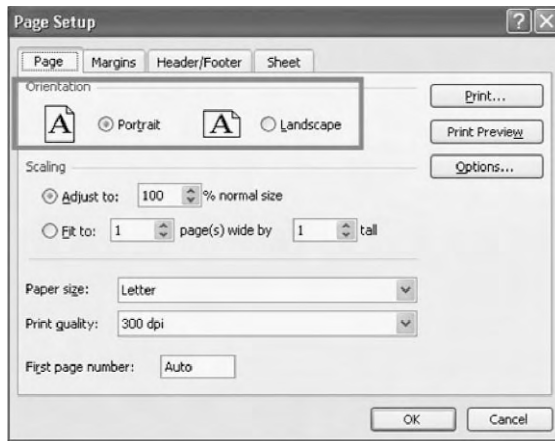 Page Setup
Page Margins Header/Footer Sheet
Orientation
A Portrait A Landscape
Print...
Print Preview
Options...
Scaling
Adjust to: 100 % normal size
Fit to: 1 page(s) wide by 1 tall
Paper size: Letter
Print quality: 300 dpi
First page number: Auto
OK Cancel